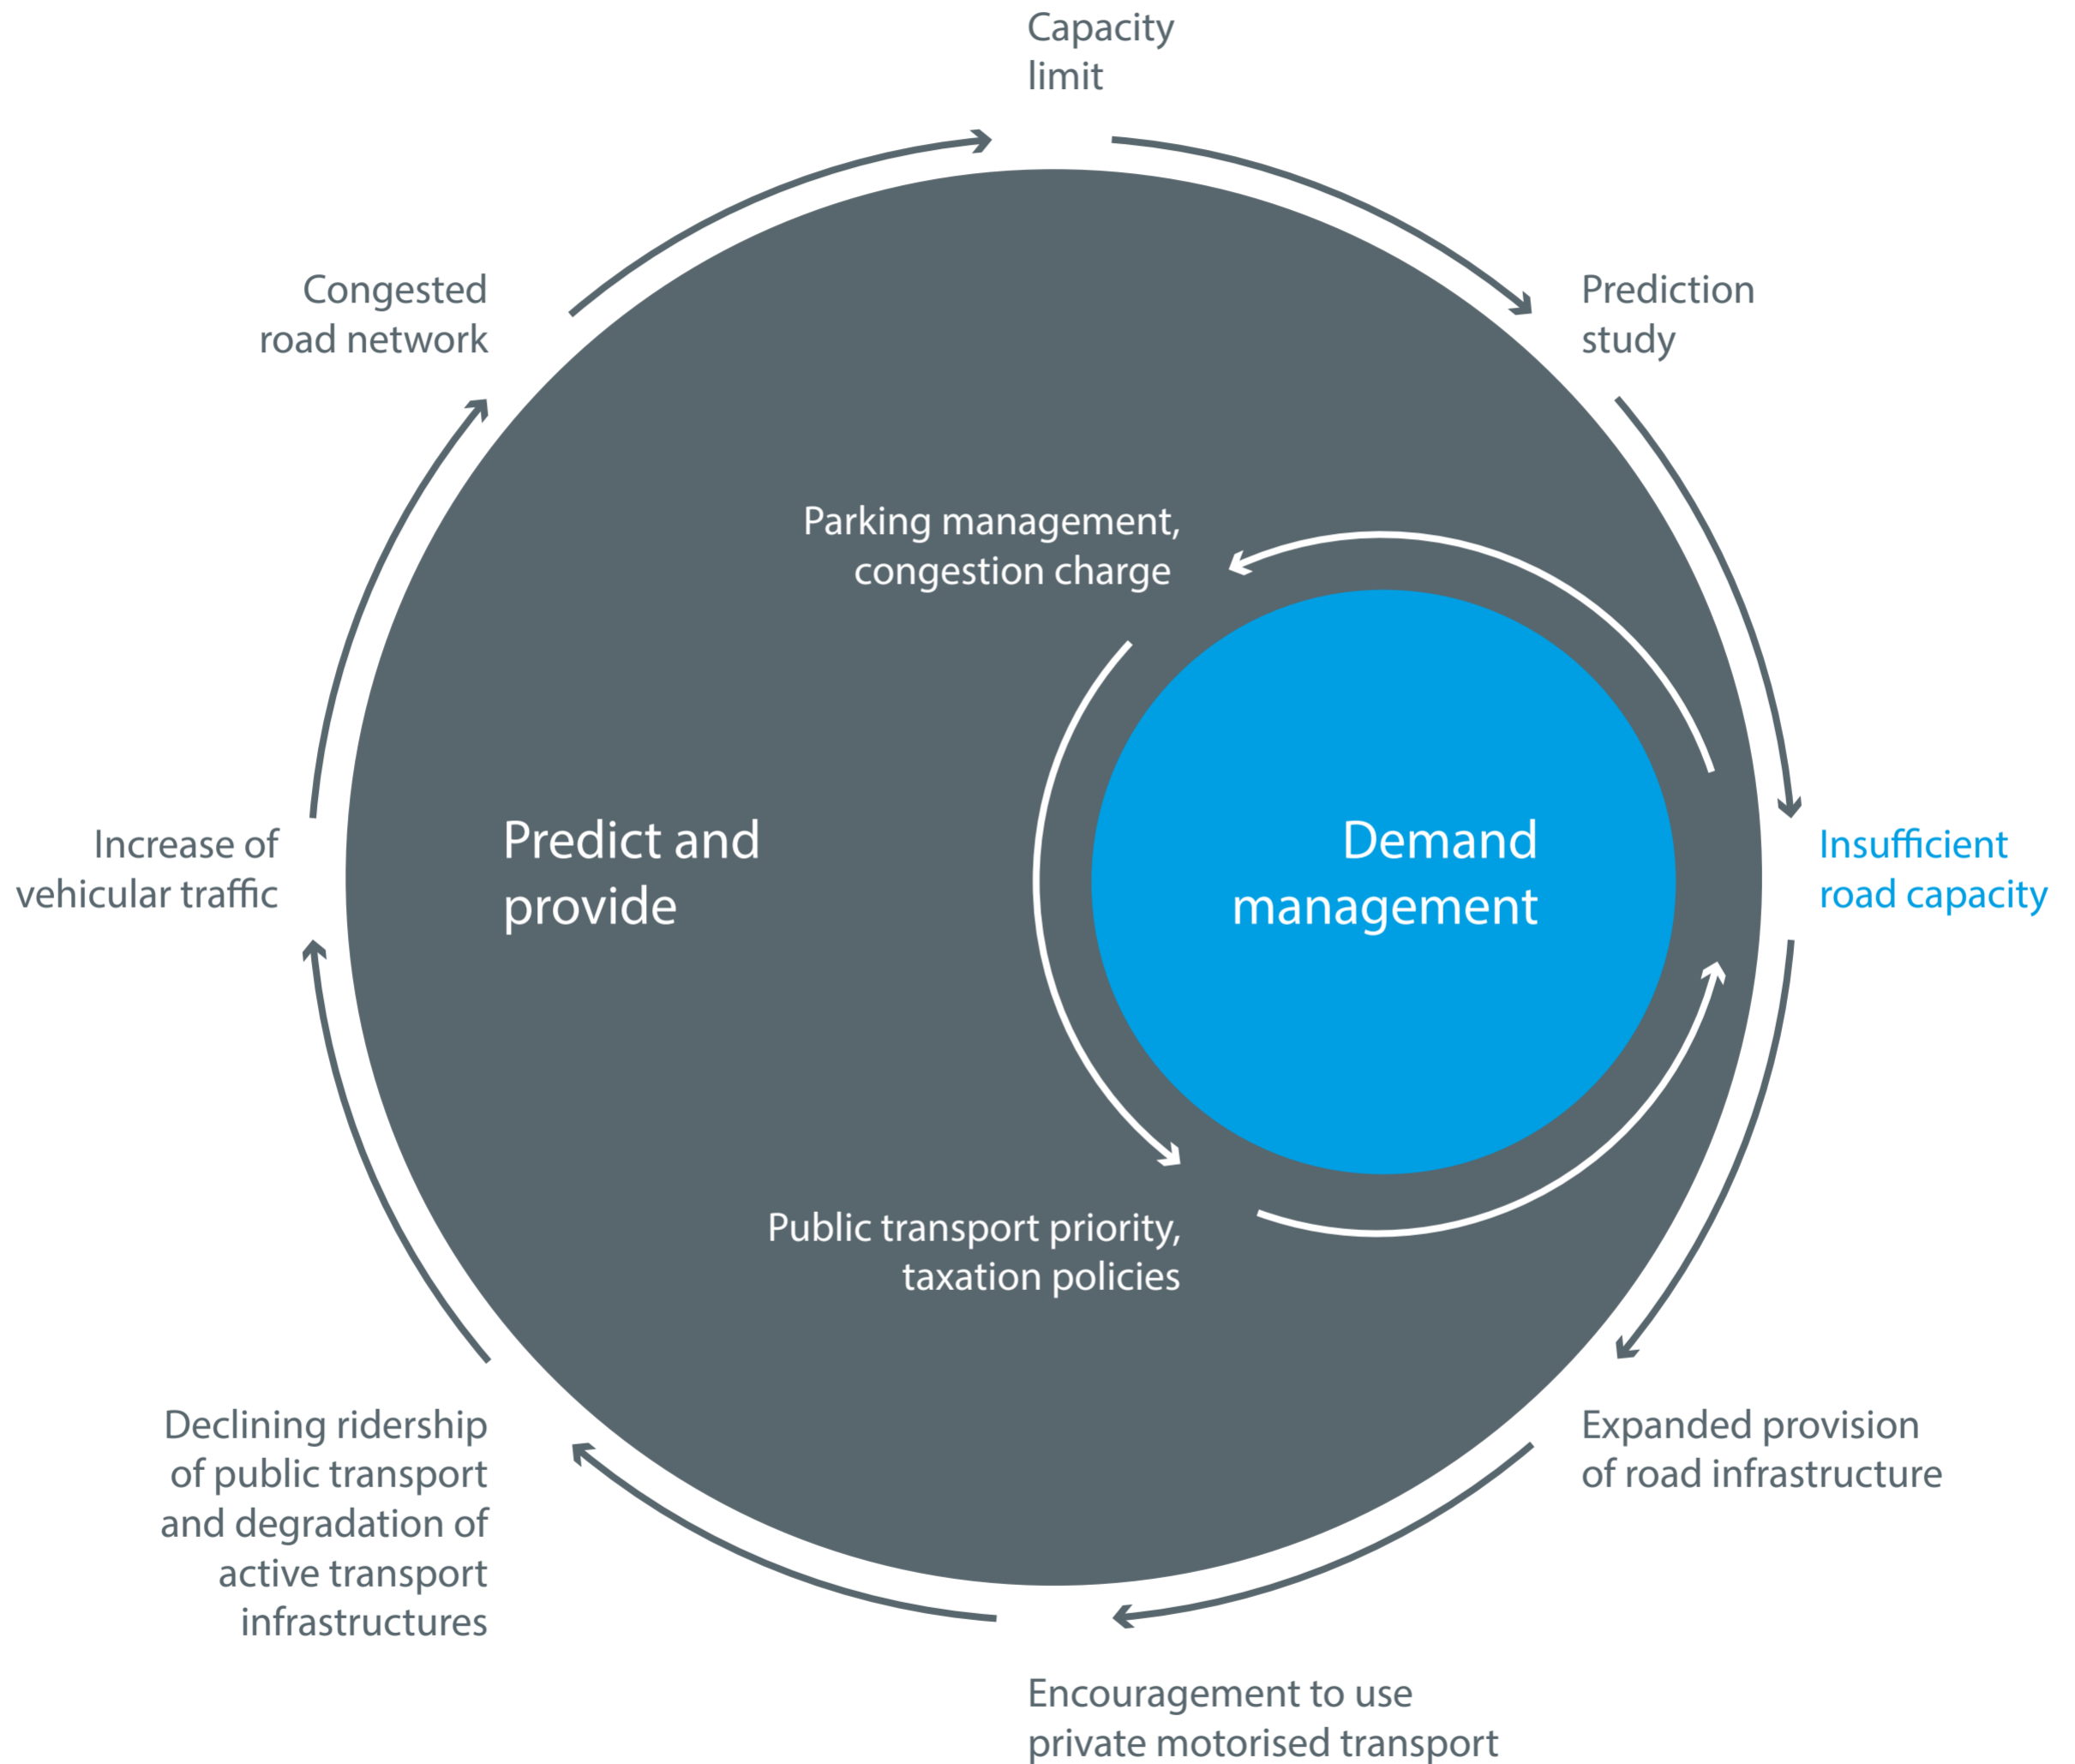 Capacity
limit
Prediction
study
Insufficient
road capacity
Expanded provision
of road infrastructure
Encouragement to use
private motorised transport
Declining ridership
of public transport
and degradation of
active transport
infrastructures
Increase of
vehicular traffic
Congested
road network
Predict and
provide
Parking management,
congestion charge
Public transport priority,
taxation policies
Demand
management